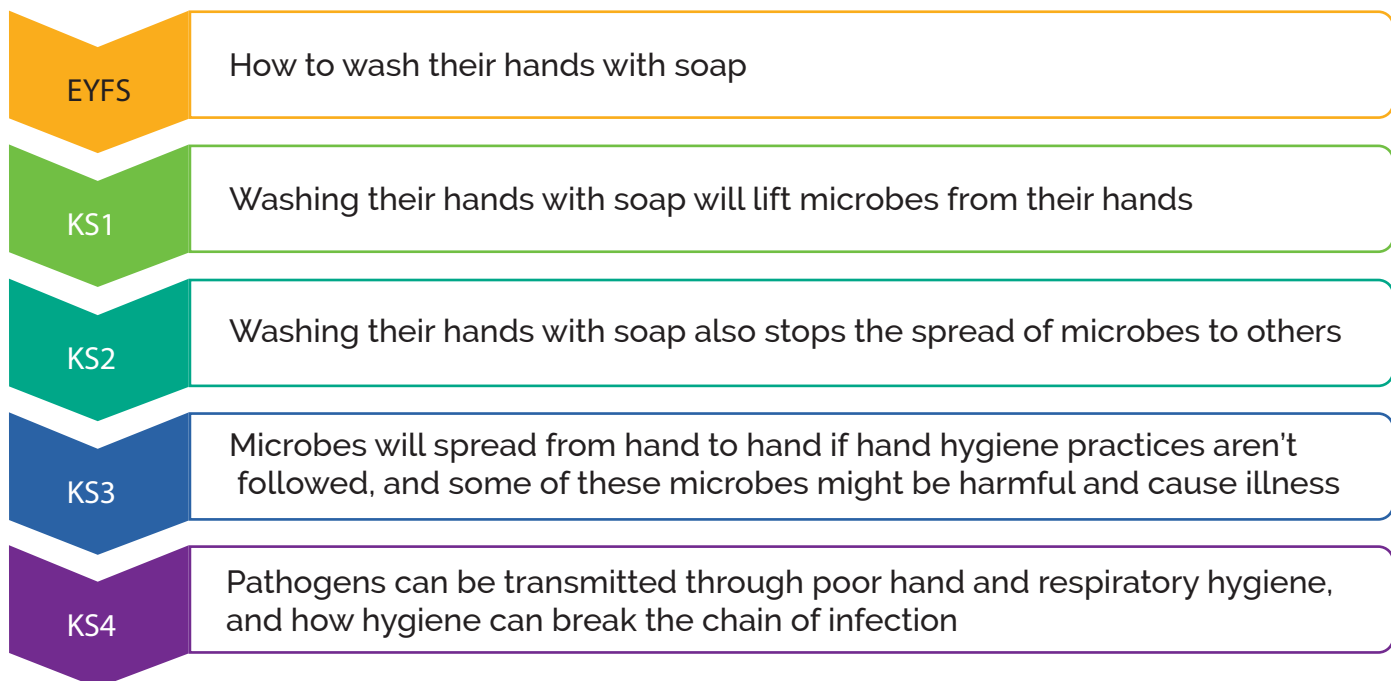 EYFS
How to wash their hands with soap
KS1
Washing their hands with soap will lift microbes from their hands
KS2
Washing their hands with soap also stops the spread of microbes to others
KS3
Microbes will spread from hand to hand if hand hygiene practices aren’t
followed, and some of these microbes might be harmful and cause illness
KS4
Pathogens can be transmitted through poor hand and respiratory hygiene,
and how hygiene can break the chain of infection